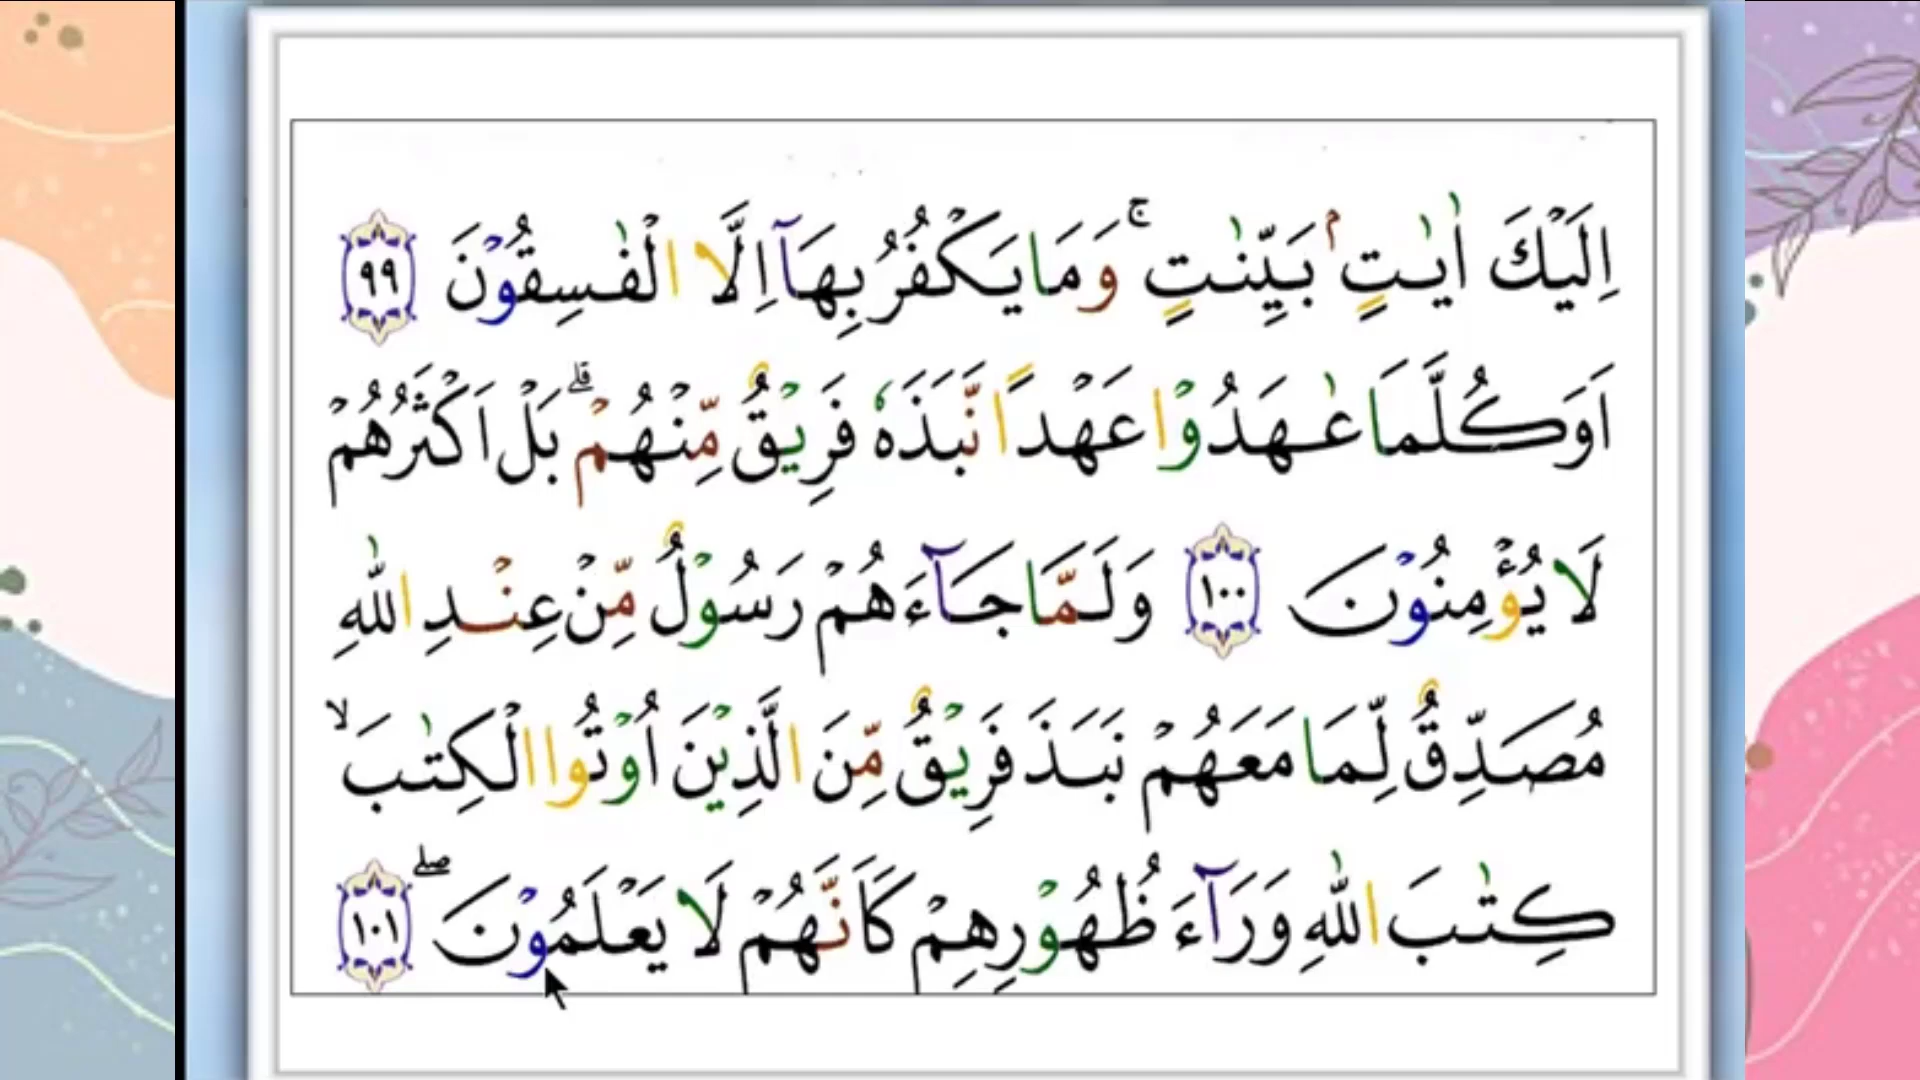 اِلَيْكَ اٰيٰتٍۢ بَيِّنٰتٍ ۚ وَمَا يَكْفُرُ بِهَآ اِلَّا الْفٰسِقُوْنَ ٩٩
اَوَكُلَّمَا عٰهَدُوْا عَهْدًا نَّبَذَهٗ فَرِيْقٌ مِّنْهُمْ ۗ بَلْ اَكْثَرُهُمْ
لَا يُؤْمِنُوْنَ ١٠٠ وَلَمَّا جَآءَهُمْ رَسُوْلٌ مِّنْ عِنْدِ اللّٰهِ
مُصَدِّقٌ لِّمَا مَعَهُمْ نَبَذَ فَرِيْقٌ مِّنَ الَّذِيْنَ اُوْتُوا الْكِتٰبَ ۙ
كِتٰبَ اللّٰهِ وَرَآءَ ظُهُوْرِهِمْ كَاَنَّهُمْ لَا يَعْلَمُوْنَ ۖ ١٠١